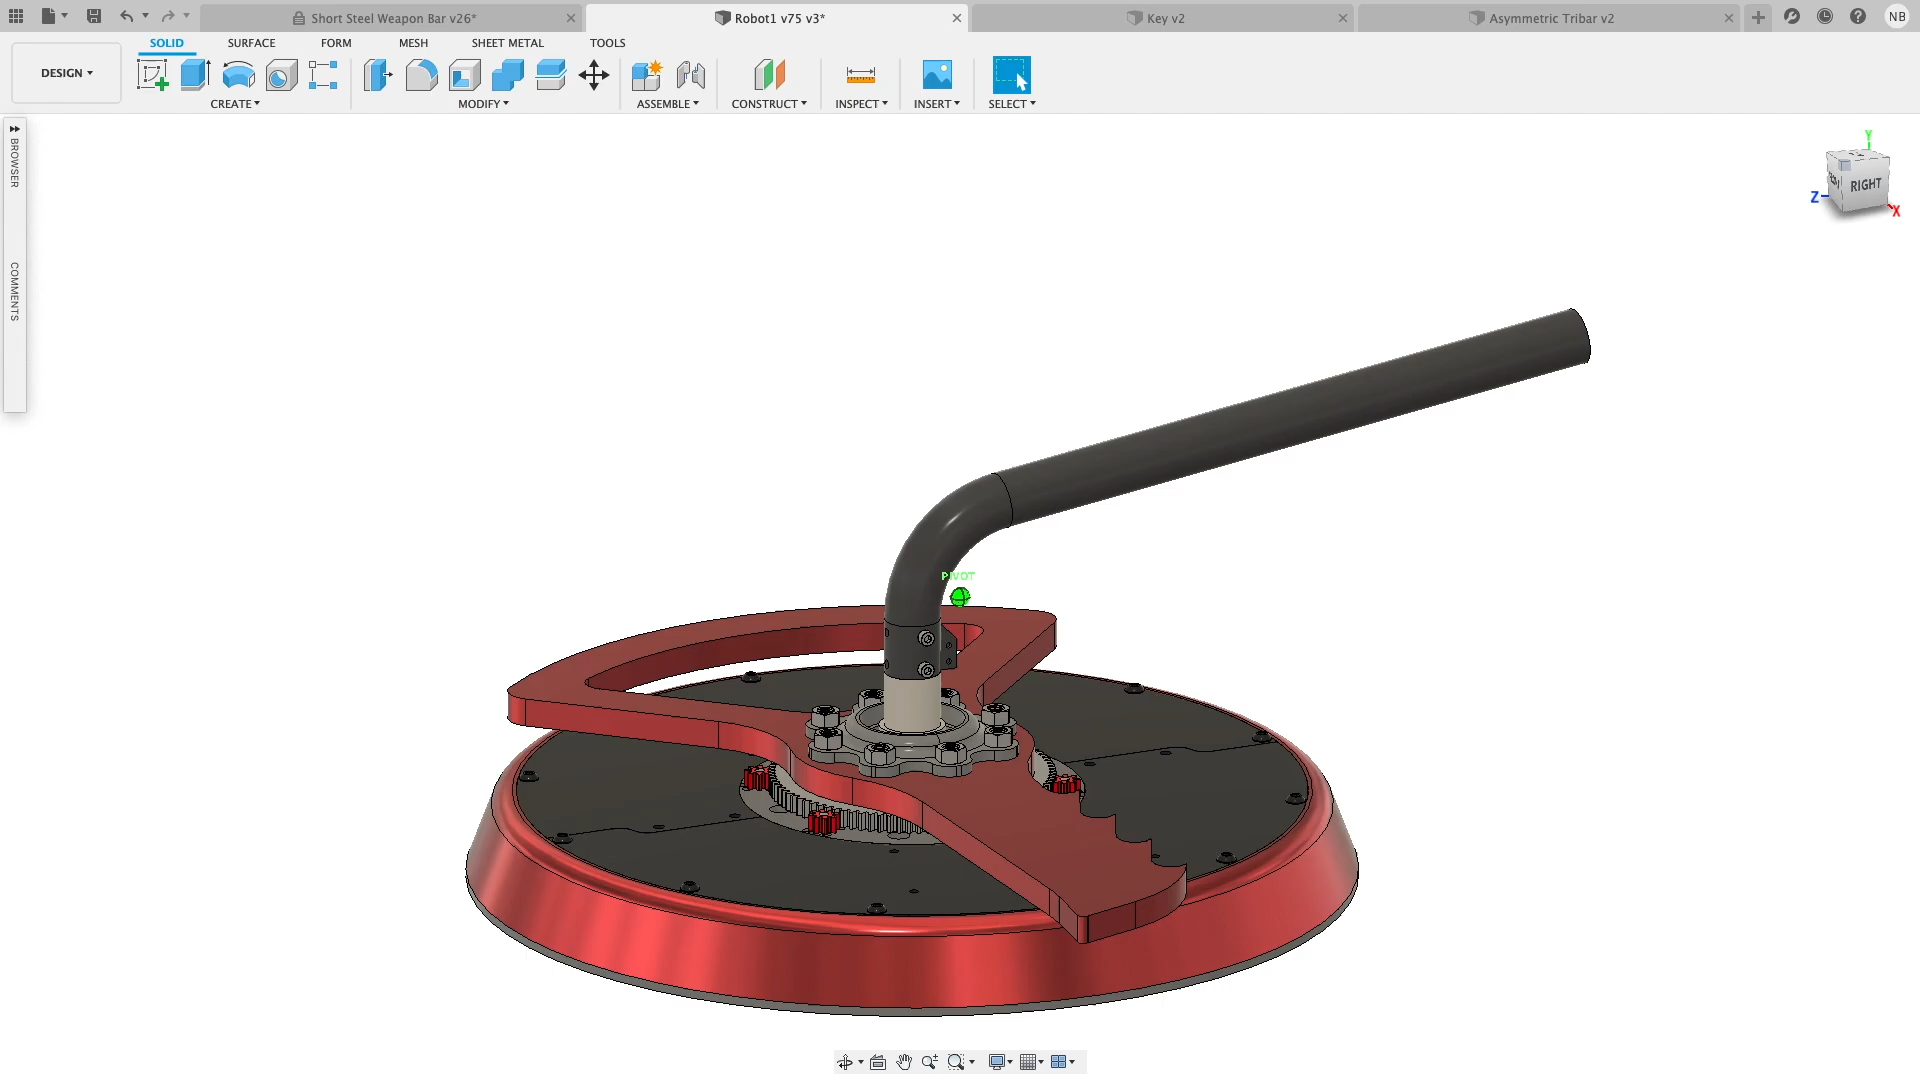 Short Steel Weapon Bar v26*
Robot1 v75 v3*
Key v2
Asymmetric Tribar v2
NB
SOLID
SURFACE
FORM
MESH
SHEET METAL
TOOLS
DESIGN
CREATE
MODIFY
ASSEMBLE
CONSTRUCT
INSPECT
INSERT
SELECT
BROWSER
COMMENTS
Y
RIGHT
Z
X
PIVOT